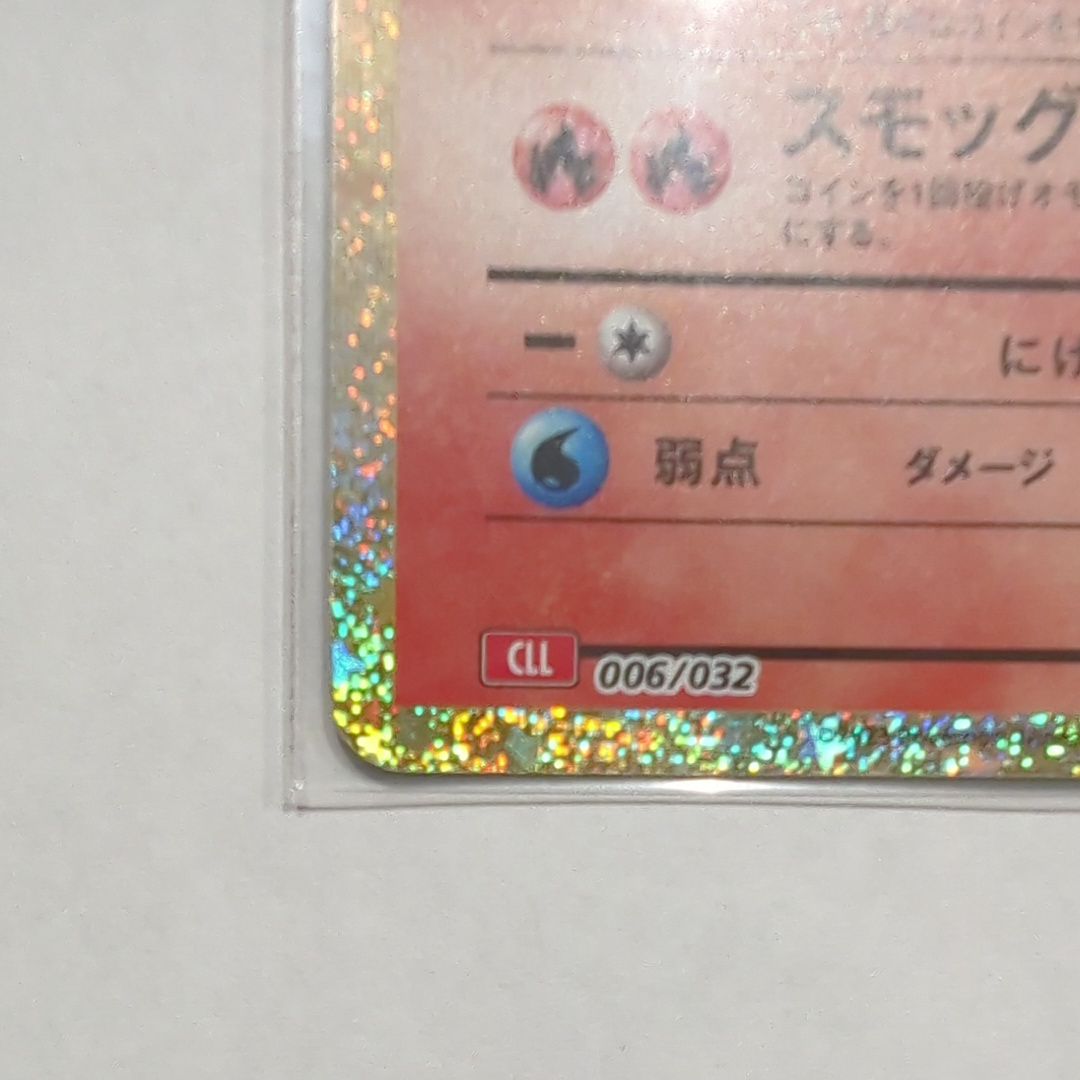 スモッグ
コインを1回投げオモ
にする。
にげ
弱点 ダメージ
CLL 006/032